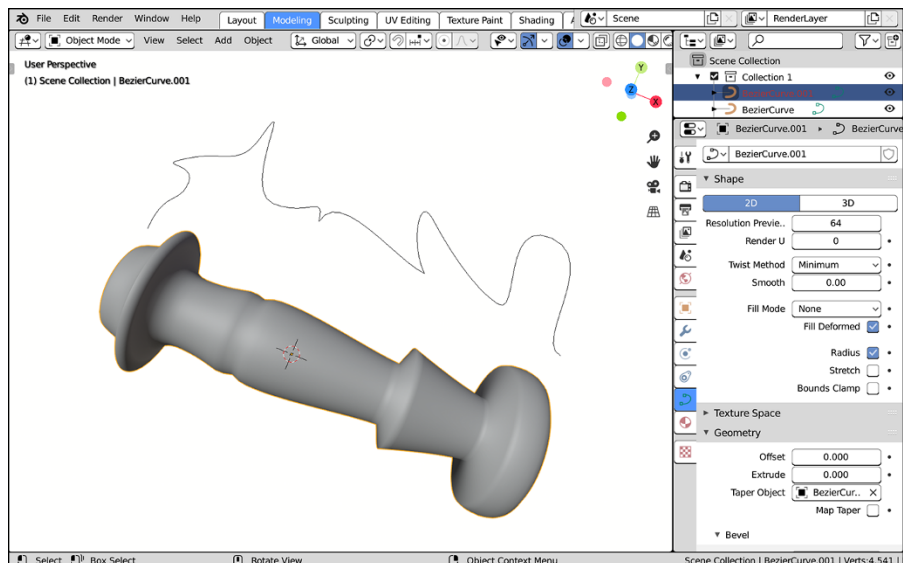 File Edit Render Window Help Layout Modeling Sculpting UV Editing Texture Paint Shading Scene RenderLayer
Object Mode View Select Add Object Global
User Perspective
(1) Scene Collection | BezierCurve.001
Y
Z
X
Scene Collection
Collection 1
BezierCurve
BezierCurve.001 BezierCurve
BezierCurve.001
Shape
2D 3D
Resolution Previe.. 64
Render U 0
Twist Method Minimum
Smooth 0.00
Fill Mode None
Fill Deformed
Radius
Stretch
Bounds Clamp
Texture Space
Geometry
Offset 0.000
Extrude 0.000
Taper Object BezierCur.. X
Map Taper
Bevel
Select Box Select Rotate View Object Context Menu Scene Collection | BezierCurve.001 | Verts:4,541 |